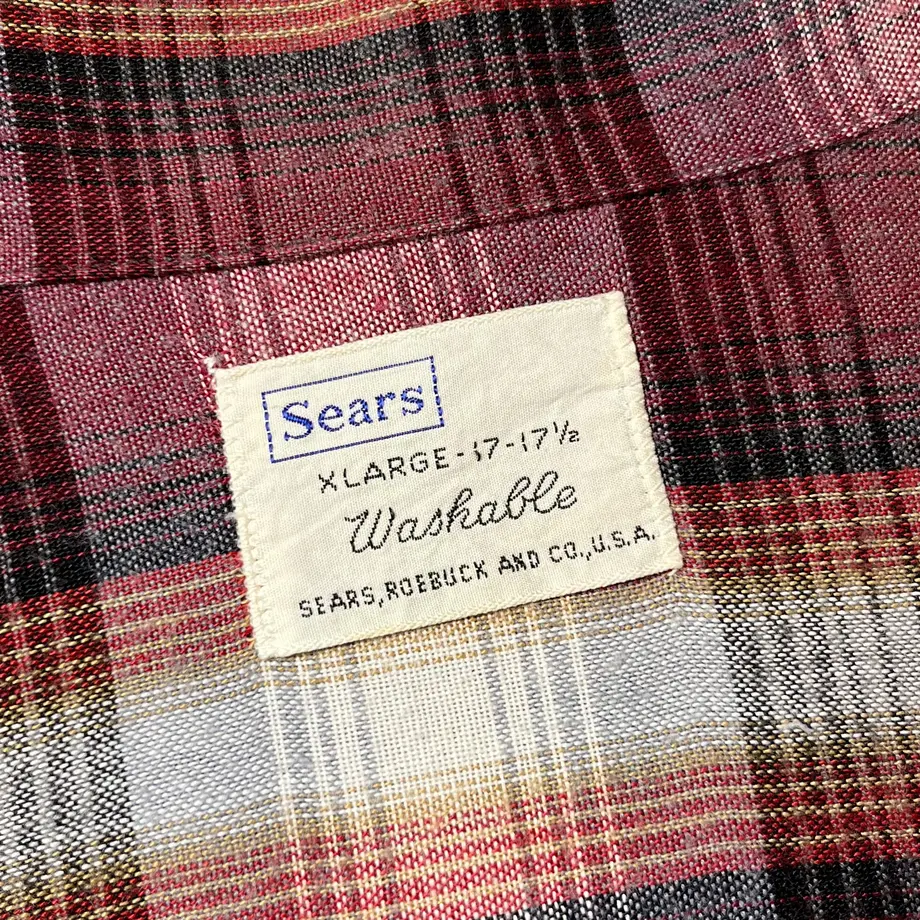 Sears
XLARGE-17-17½
Washable
SEARS, ROEBUCK AND CO., U.S.A.